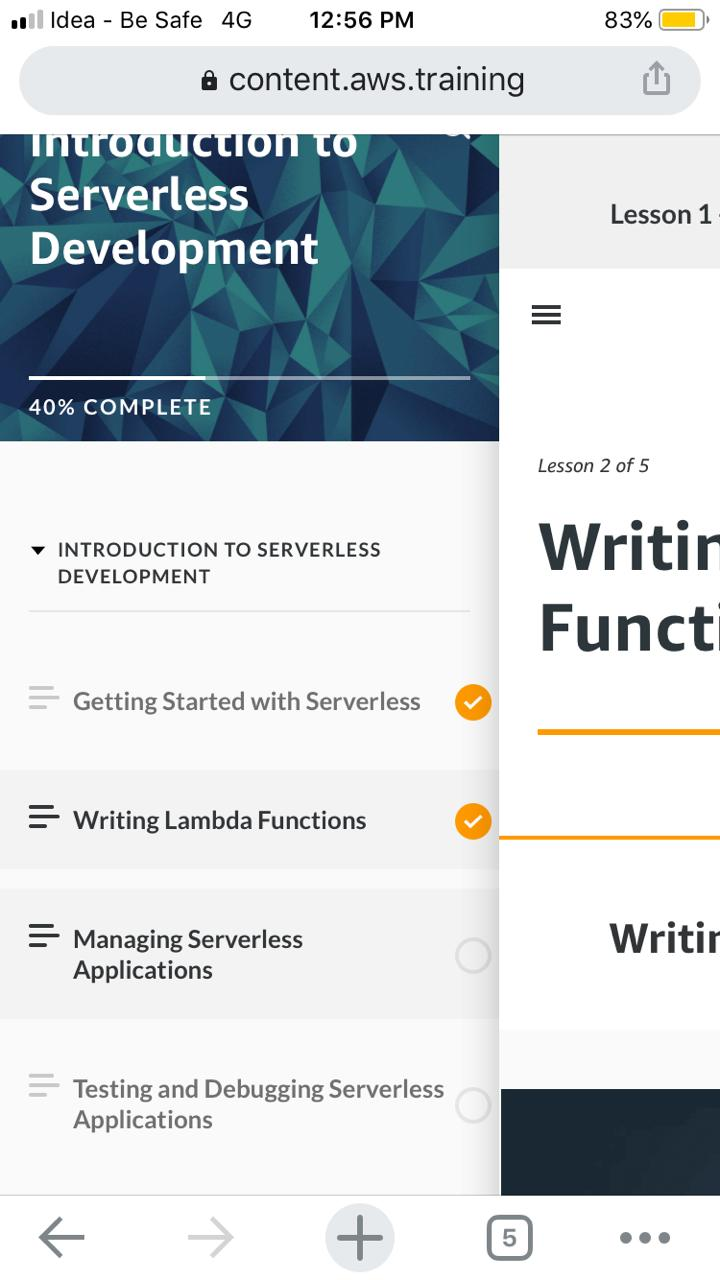 Idea - Be Safe 4G 12:56 PM 83%
content.aws.training
Introduction to
Serverless
Development
40% COMPLETE
INTRODUCTION TO SERVERLESS
DEVELOPMENT
Getting Started with Serverless
Writing Lambda Functions
Managing Serverless
Applications
Testing and Debugging Serverless
Applications
Lesson 1
Lesson 2 of 5
Writin
Functi
Writin
5